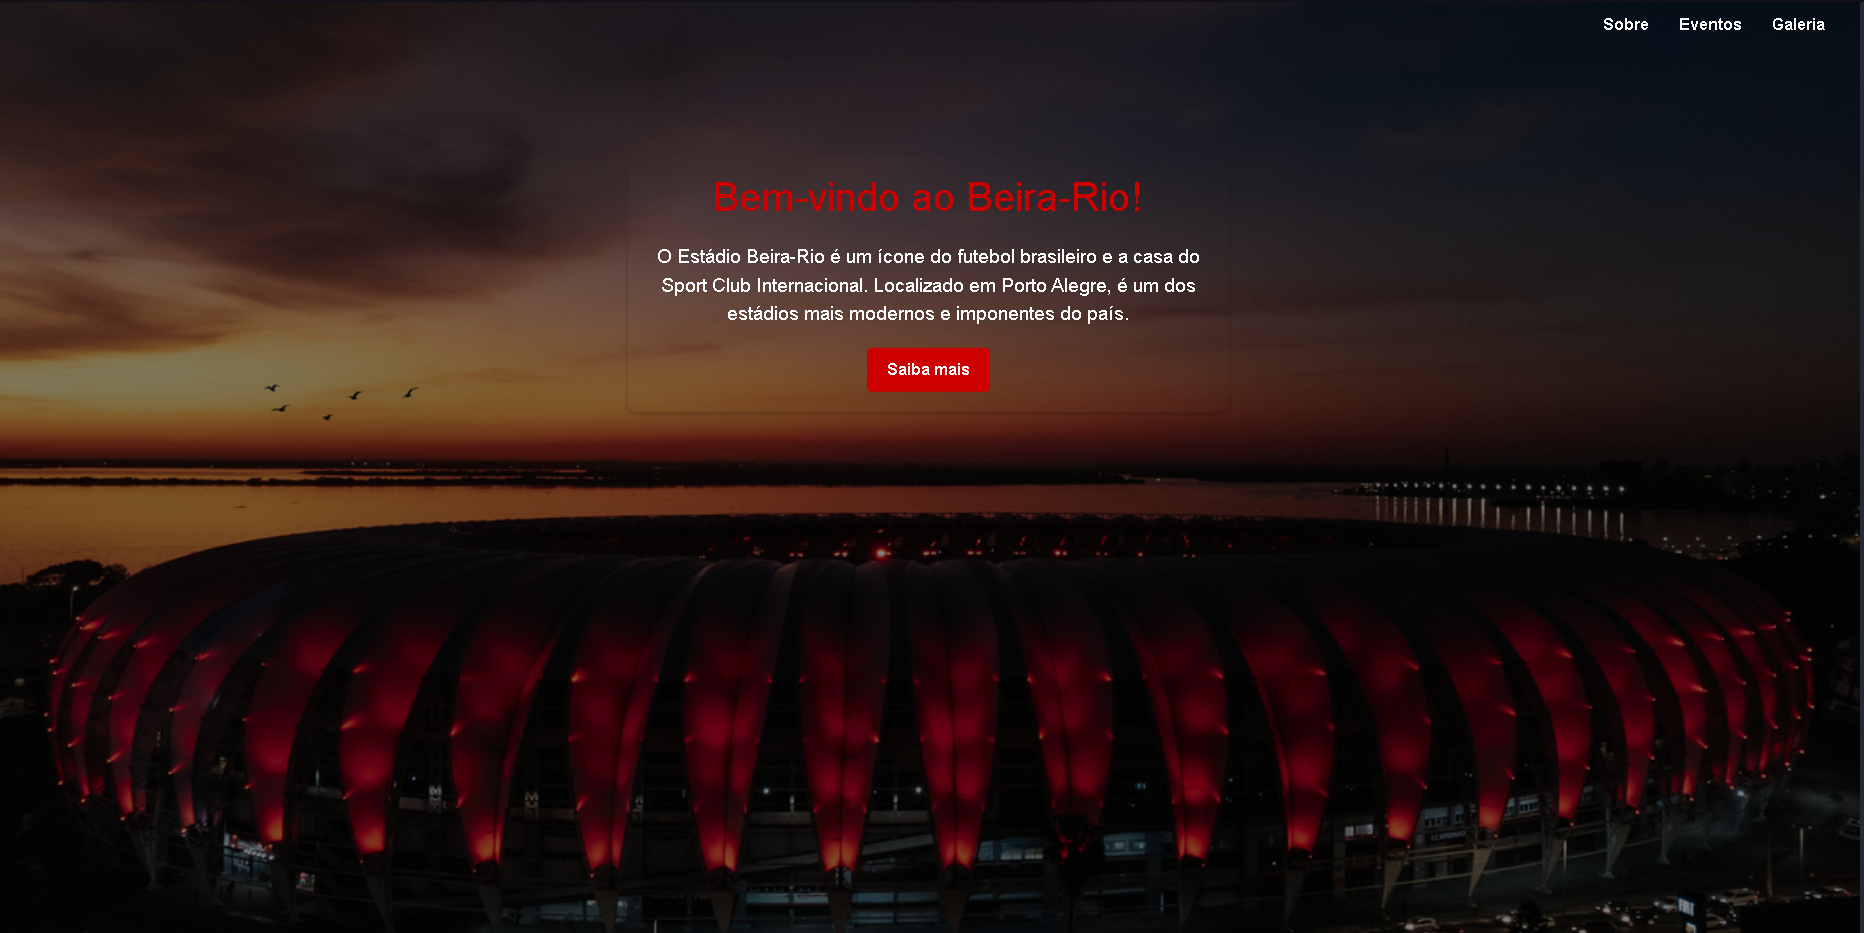 Sobre Eventos Galeria
Bem-vindo ao Beira-Rio!
O Estádio Beira-Rio é um ícone do futebol brasileiro e a casa do
Sport Club Internacional. Localizado em Porto Alegre, é um dos
estádios mais modernos e imponentes do país.
Saiba mais